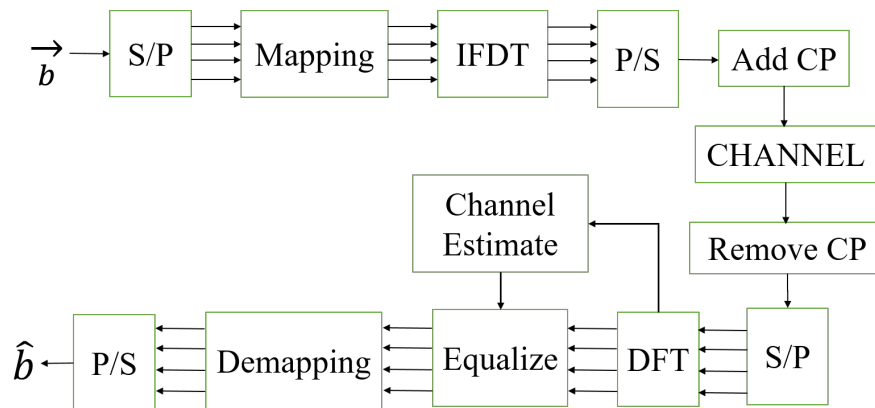 b
S/P
Mapping
IFDT
P/S
Add CP
CHANNEL
Remove CP
S/P
DFT
Channel
Estimate
Equalize
Demapping
P/S
b̂